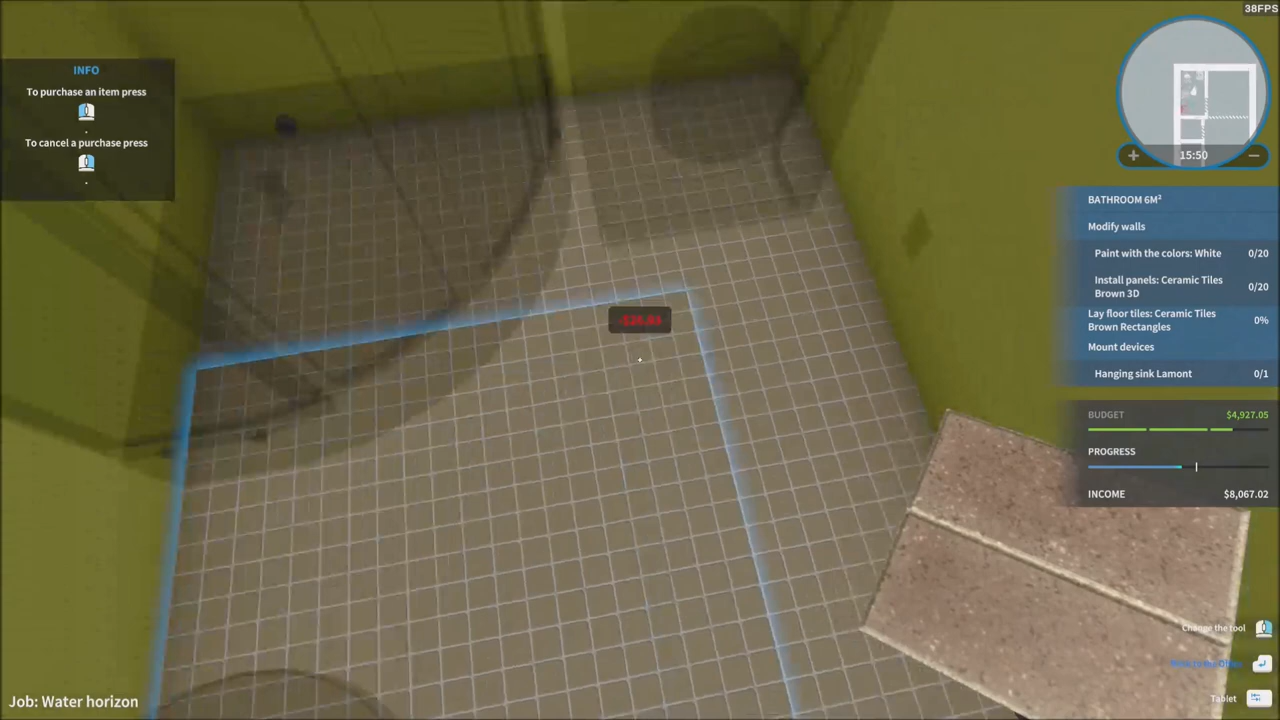 38FPS
INFO
To purchase an item press
.
To cancel a purchase press
.
15:50
BATHROOM 6M²
Modify walls
Paint with the colors: White 0/20
Install panels: Ceramic Tiles
Brown 3D 0/20
Lay floor tiles: Ceramic Tiles
Brown Rectangles 0%
Mount devices
Hanging sink Lamont 0/1
BUDGET $4,927.05
PROGRESS
INCOME $8,067.02
Change the tool
Tablet
Job: Water horizon